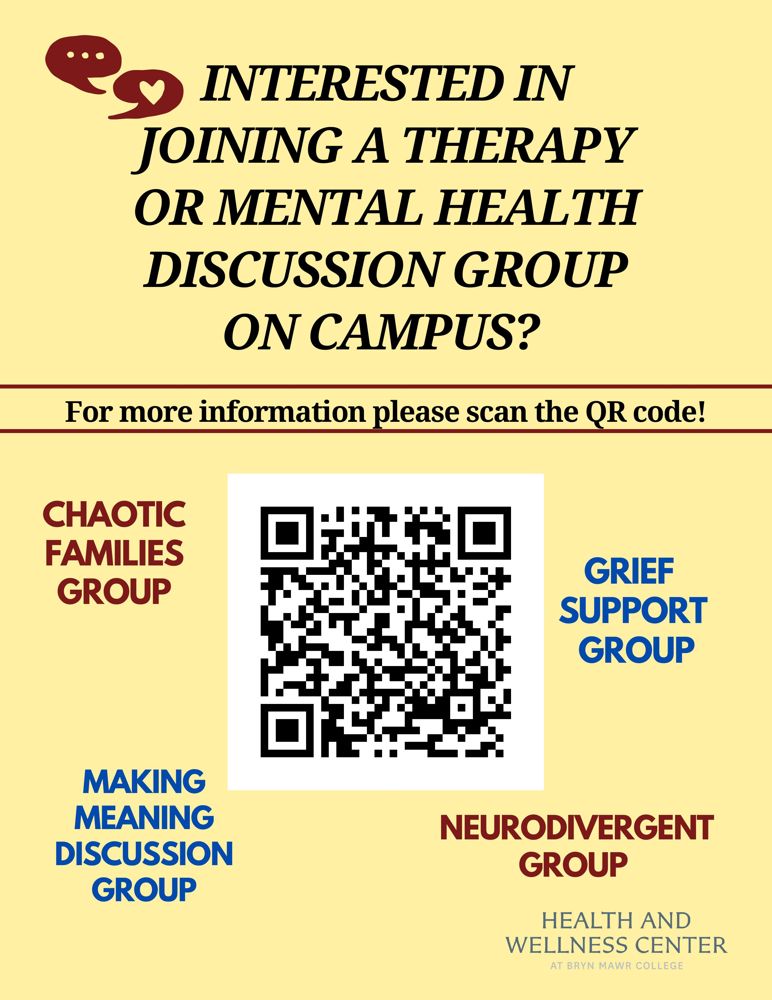 INTERESTED IN
JOINING A THERAPY
OR MENTAL HEALTH
DISCUSSION GROUP
ON CAMPUS?
For more information please scan the QR code!
CHAOTIC
FAMILIES
GROUP
GRIEF
SUPPORT
GROUP
MAKING
MEANING
DISCUSSION
GROUP
NEURODIVERGENT
GROUP
HEALTH AND
WELLNESS CENTER
AT BRYN MAWR COLLEGE